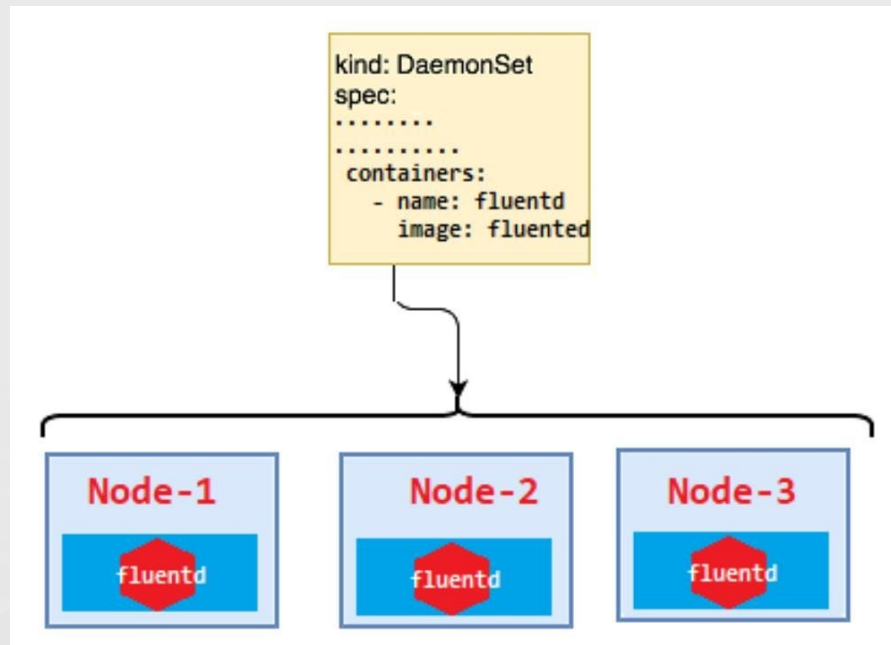 kind: DaemonSet
spec:
........
..........
containers:
- name: fluentd
image: fluented
Node-1
Node-2
Node-3
fluentd
fluentd
fluentd